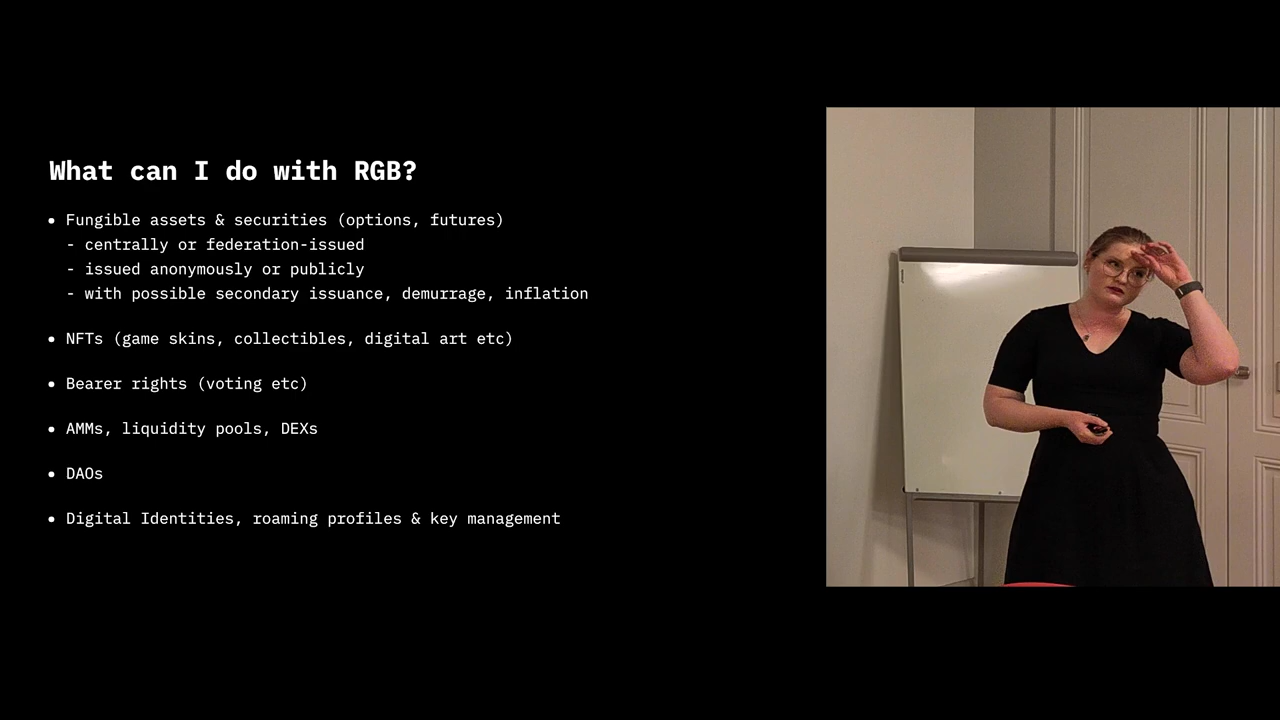 What can I do with RGB?
• Fungible assets & securities (options, futures)
- centrally or federation-issued
- issued anonymously or publicly
- with possible secondary issuance, demurrage, inflation
• NFTs (game skins, collectibles, digital art etc)
• Bearer rights (voting etc)
• AMMs, liquidity pools, DEXs
• DAOs
• Digital Identities, roaming profiles & key management